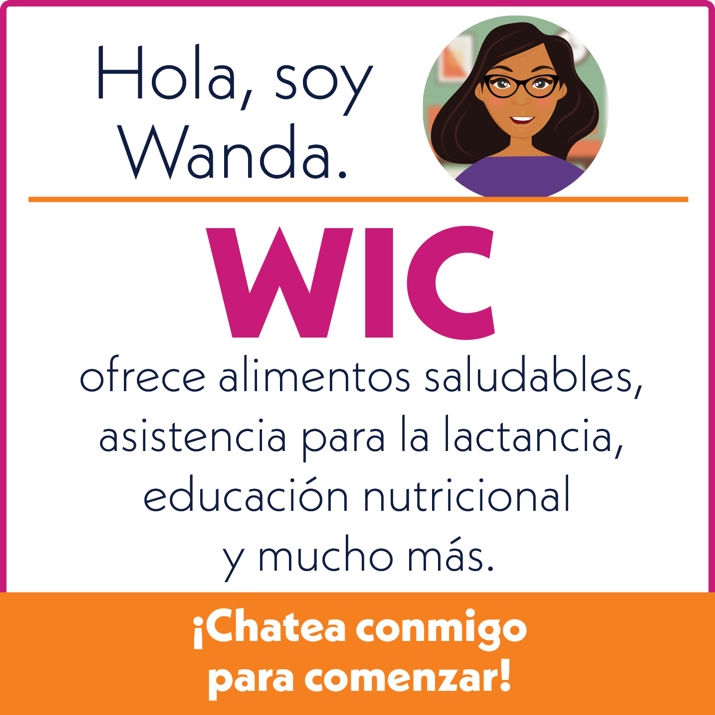 Hola, soy
Wanda.
WIC
ofrece alimentos saludables,
asistencia para la lactancia,
educación nutricional
y mucho más.
¡Chatea conmigo
para comenzar!